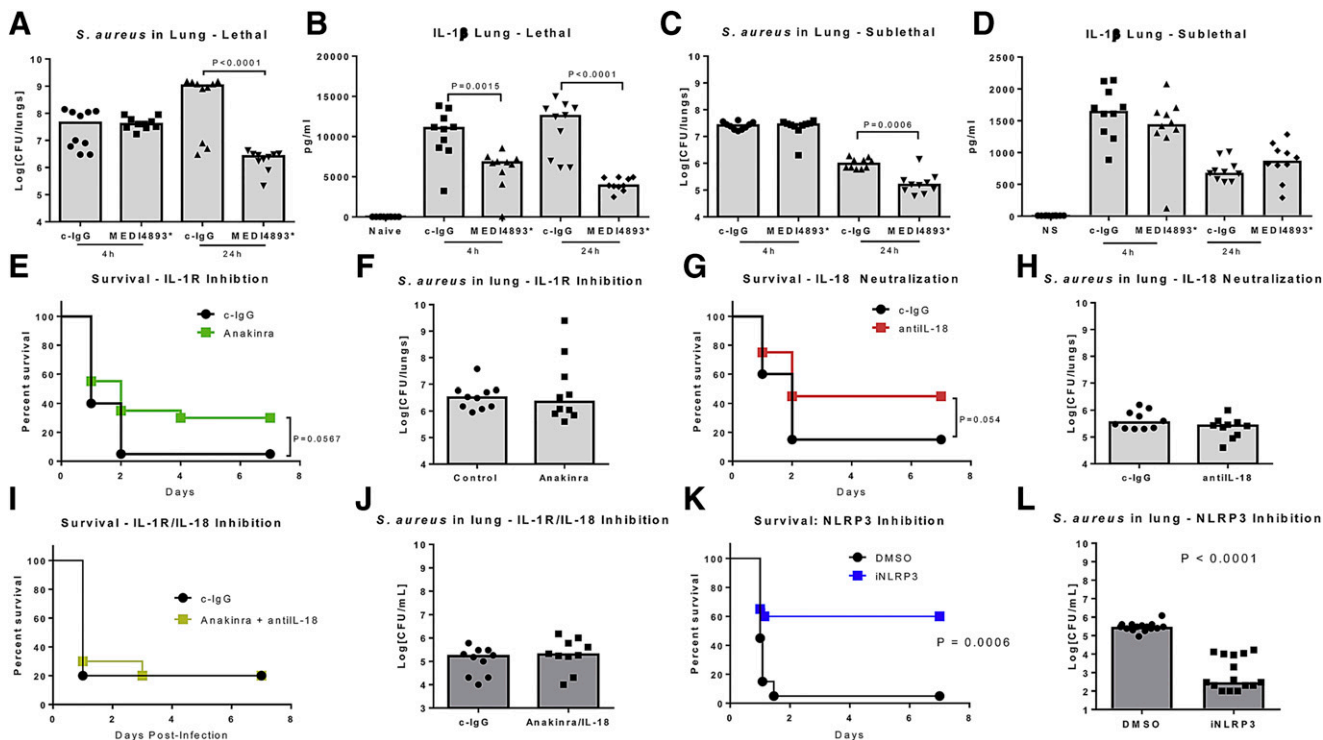 A
S. aureus in Lung - Lethal
Log[CFU/lungs]
10
9
8
7
6
5
4
P<0.0001
c-IgG
MEDI4893*
c-IgG
MEDI4893*
4h
24h
B
IL-1β Lung - Lethal
pg/ml
20000
15000
10000
5000
0
P=0.0015
P<0.0001
Naive
c-IgG
MEDI4893*
c-IgG
MEDI4893*
4h
24h
C
S. aureus in Lung - Sublethal
Log[CFU/lungs]
10
9
8
7
6
5
4
P=0.0006
c-IgG
MEDI4893*
c-IgG
MEDI4893*
4h
24h
D
IL-1β Lung - Sublethal
pg/ml
2500
2000
1500
1000
500
0
NS
c-IgG
MEDI4893*
c-IgG
MEDI4893*
4h
24h
E
Survival - IL-1R Inhibtion
Percent survival
100
80
60
40
20
0
c-IgG
Anakinra
P=0.0567
0
2
4
6
8
Days
F
S. aureus in lung - IL-1R Inhibition
Log[CFU/lungs]
10
9
8
7
6
5
4
Control
Anakinra
G
Survival - IL-18 Neutralization
Percent survival
100
80
60
40
20
0
c-IgG
antiIL-18
P=0.054
0
2
4
6
8
Days
H
S. aureus in lung - IL-18 Neutralization
Log[CFU/lungs]
10
9
8
7
6
5
4
c-IgG
antiIL-18
I
Survival - IL-1R/IL-18 Inhibition
Percent survival
100
80
60
40
20
0
c-IgG
Anakinra + antiIL-18
0
2
4
6
8
Days Post-Infection
J
S. aureus in lung - IL-1R/IL-18 Inhibition
Log[CFU/mL]
10
9
8
7
6
5
4
3
c-IgG
Anakinra/IL-18
K
Survival: NLRP3 Inhibition
Percent survival
100
80
60
40
20
0
DMSO
iNLRP3
P = 0.0006
0
2
4
6
8
Days
L
S. aureus in lung - NLRP3 Inhibition
Log[CFU/mL]
10
9
8
7
6
5
4
3
2
1
P < 0.0001
DMSO
iNLRP3